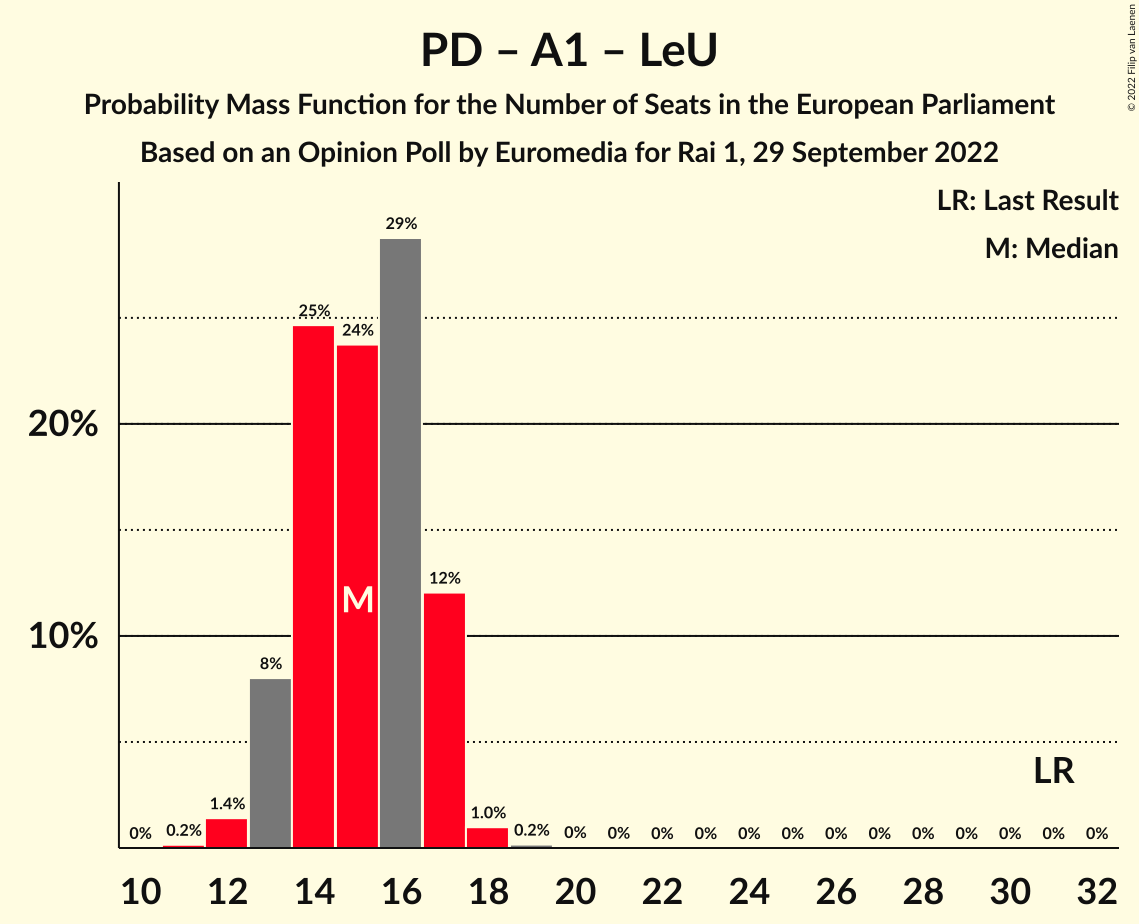 PD – A1 – LeU
Probability Mass Function for the Number of Seats in the European Parliament
Based on an Opinion Poll by Euromedia for Rai 1, 29 September 2022
© 2022 Filip van Laenen
LR: Last Result
M: Median
20%
10%
0%
0.2%
1.4%
8%
25%
24%
29%
12%
1.0%
0.2%
0%
0%
0%
0%
0%
0%
0%
0%
0%
0%
0%
0%
0%
M
LR
10 12 14 16 18 20 22 24 26 28 30 32